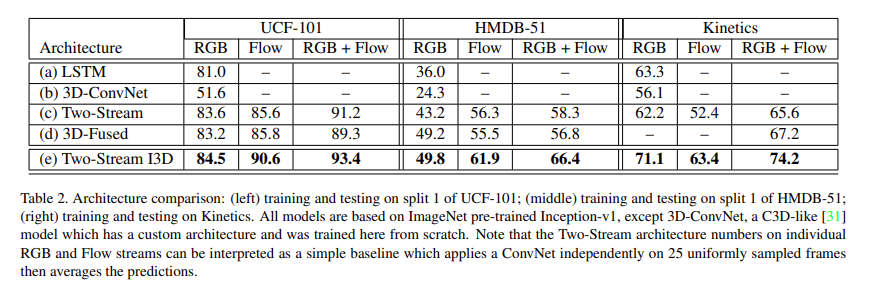 UCF-101 HMDB-51 Kinetics
Architecture RGB Flow RGB + Flow RGB Flow RGB + Flow RGB Flow RGB + Flow
(a) LSTM 81.0 – – 36.0 – – 63.3 – –
(b) 3D-ConvNet 51.6 – – 24.3 – – 56.1 – –
(c) Two-Stream 83.6 85.6 91.2 43.2 56.3 58.3 62.2 52.4 65.6
(d) 3D-Fused 83.2 85.8 89.3 49.2 55.5 56.8 – – 67.2
(e) Two-Stream I3D 84.5 90.6 93.4 49.8 61.9 66.4 71.1 63.4 74.2
Table 2. Architecture comparison: (left) training and testing on split 1 of UCF-101; (middle) training and testing on split 1 of HMDB-51;
(right) training and testing on Kinetics. All models are based on ImageNet pre-trained Inception-v1, except 3D-ConvNet, a C3D-like [31]
model which has a custom architecture and was trained here from scratch. Note that the Two-Stream architecture numbers on individual
RGB and Flow streams can be interpreted as a simple baseline which applies a ConvNet independently on 25 uniformly sampled frames
then averages the predictions.